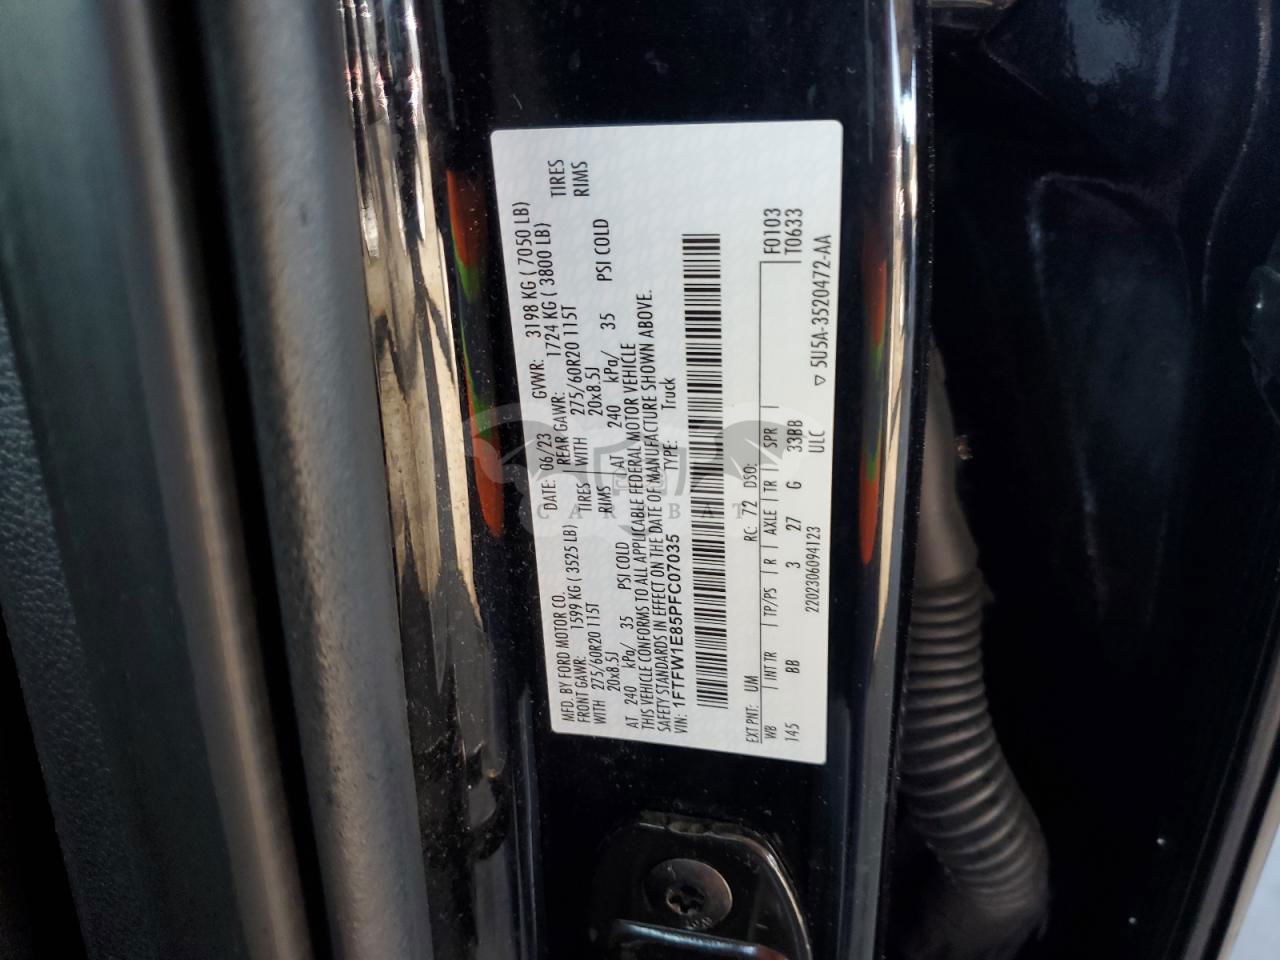 MFD. BY FORD MOTOR CO.
DATE: 06/23 GVWR: 3198 KG ( 7050 LB)
FRONT GAWR: 1599 KG ( 3525 LB) REAR GAWR: 1724 KG ( 3800 LB)
WITH 275/60R20 115T TIRES WITH 275/60R20 115T TIRES
20x8.5J RIMS 20x8.5J RIMS
AT 240 kPa/ 35 PSI COLD AT 240 kPa/ 35 PSI COLD
THIS VEHICLE CONFORMS TO ALL APPLICABLE FEDERAL MOTOR VEHICLE
SAFETY STANDARDS IN EFFECT ON THE DATE OF MANUFACTURE SHOWN ABOVE.
VIN: 1FTFW1E85PFC07035 TYPE: Truck
EXT PNT: UM RC: 72 DSO: F0103
WB INT TR TP/PS R AXLE TR SPR T0633
145 BB 3 27 G 33BB
2202306094123 ULC ▽ 5U5A-3520472-AA
CARCBAT